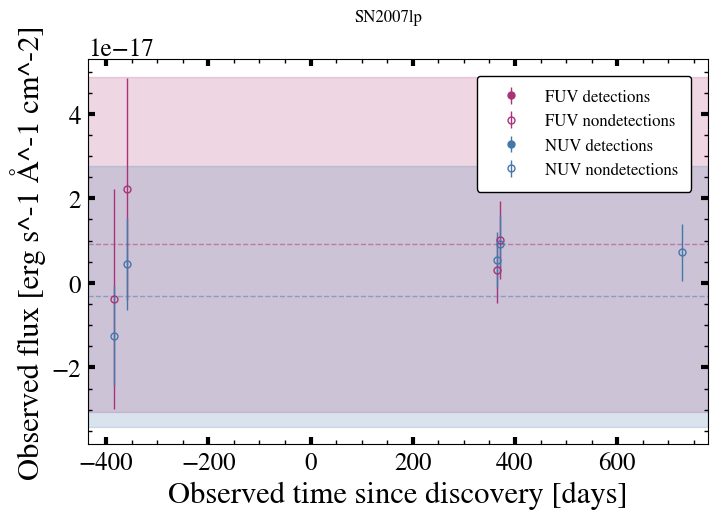 SN2007lp
1e−17
Observed flux [erg s^-1 Å^-1 cm^-2]
4
2
0
−2
FUV detections
FUV nondetections
NUV detections
NUV nondetections
−400 −200 0 200 400 600
Observed time since discovery [days]